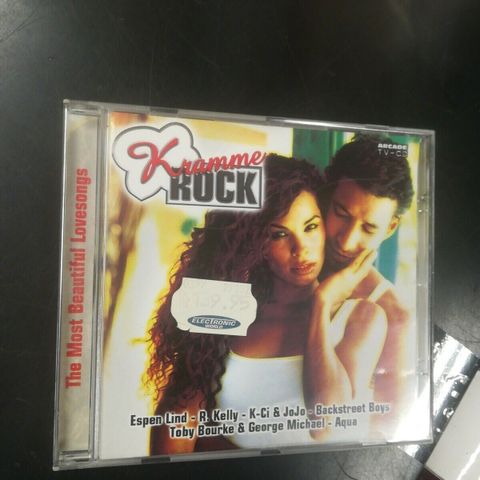 The Most Beautiful Lovesongs
Kramme
ROCK
ARCADE
TV-CD
ELECTRONIC
WORLD
Espen Lind - R. Kelly - K-Ci & JoJo - Backstreet Boys
Toby Bourke & George Michael - Aqua